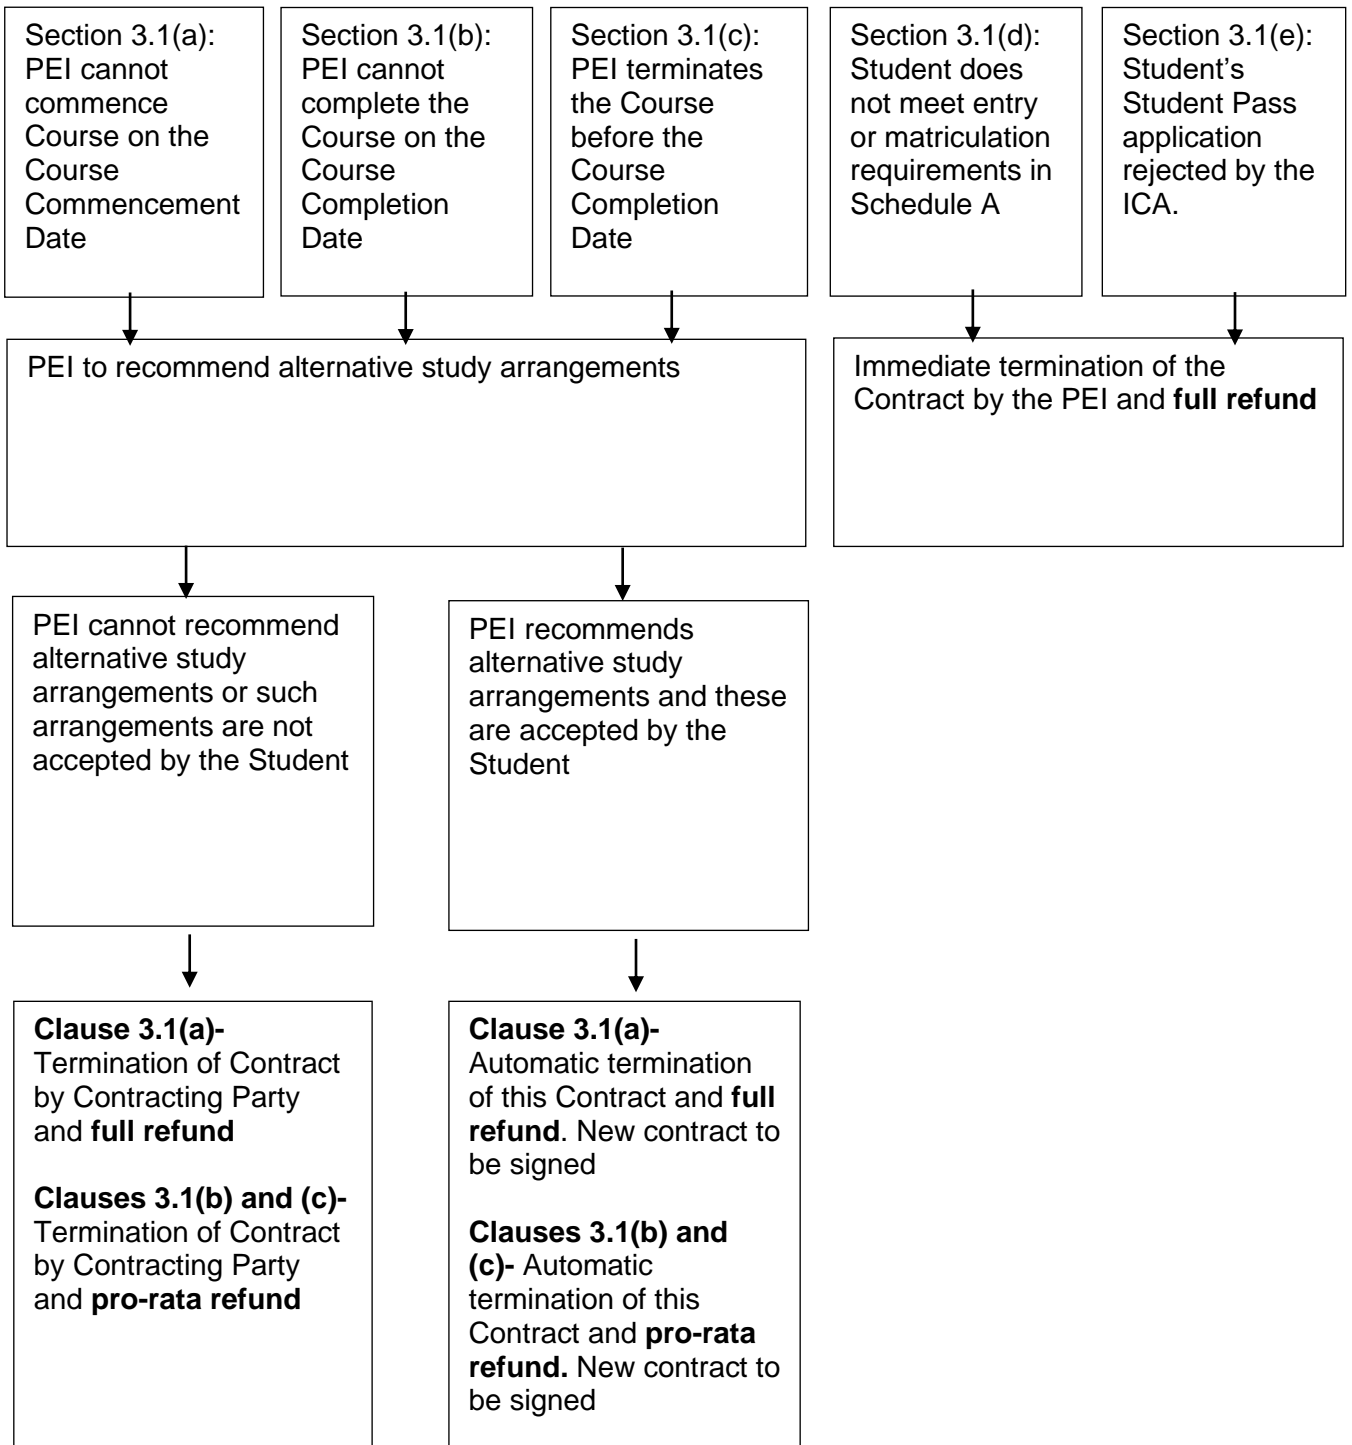 Section 3.1(a):
PEI cannot
commence
Course on the
Course
Commencement
Date
Section 3.1(b):
PEI cannot
complete the
Course on the
Course
Completion
Date
Section 3.1(c):
PEI terminates
the Course
before the
Course
Completion
Date
Section 3.1(d):
Student does
not meet entry
or matriculation
requirements in
Schedule A
Section 3.1(e):
Student’s
Student Pass
application
rejected by the
ICA.
PEI to recommend alternative study arrangements
Immediate termination of the
Contract by the PEI and full refund
PEI cannot recommend
alternative study
arrangements or such
arrangements are not
accepted by the Student
PEI recommends
alternative study
arrangements and these
are accepted by the
Student
Clause 3.1(a)-
Termination of Contract
by Contracting Party
and full refund
Clauses 3.1(b) and (c)-
Termination of Contract
by Contracting Party
and pro-rata refund
Clause 3.1(a)-
Automatic termination
of this Contract and full
refund. New contract to
be signed
Clauses 3.1(b) and
(c)- Automatic
termination of this
Contract and pro-rata
refund. New contract to
be signed